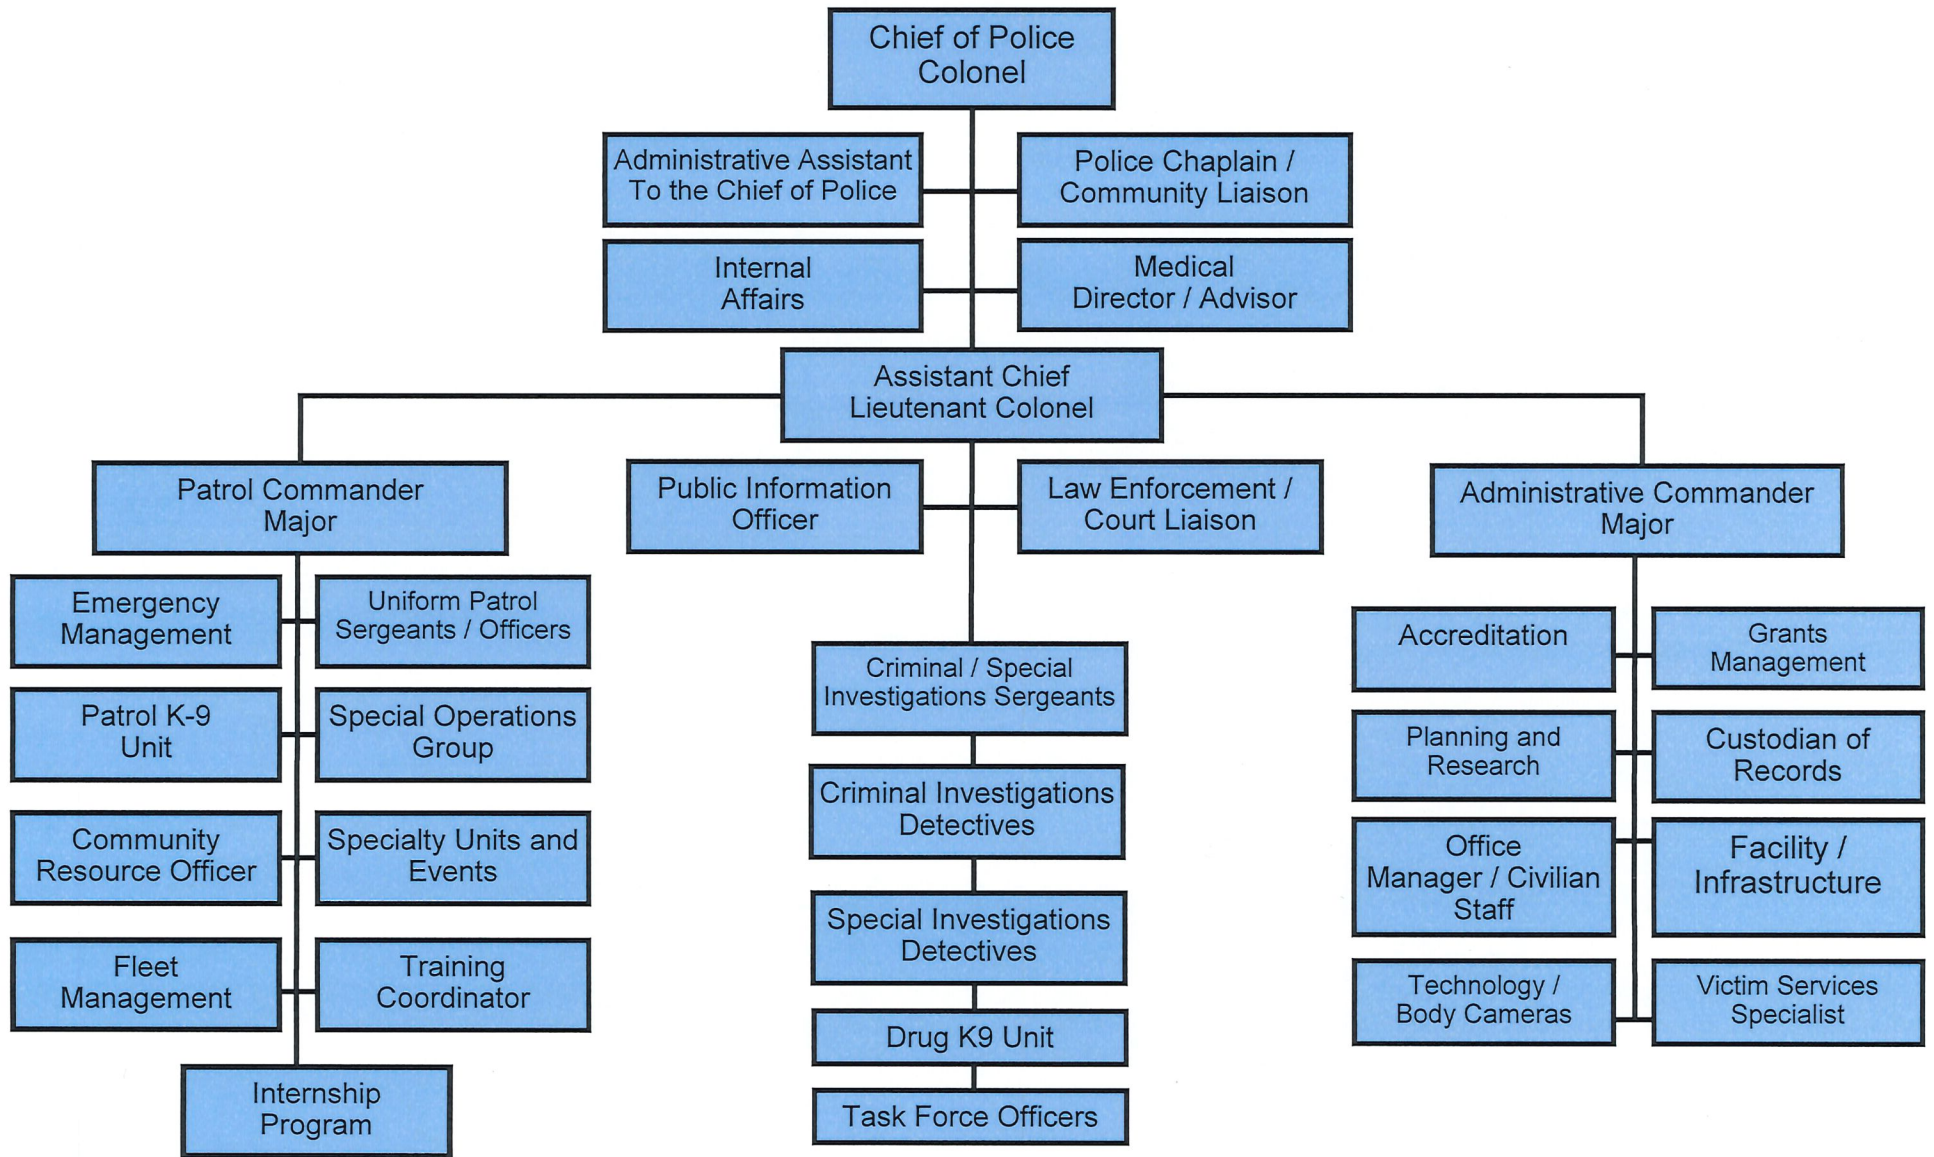 Chief of Police
Colonel
Administrative Assistant
To the Chief of Police
Police Chaplain /
Community Liaison
Internal
Affairs
Medical
Director / Advisor
Assistant Chief
Lieutenant Colonel
Patrol Commander
Major
Public Information
Officer
Law Enforcement /
Court Liaison
Administrative Commander
Major
Emergency
Management
Uniform Patrol
Sergeants / Officers
Patrol K-9
Unit
Special Operations
Group
Community
Resource Officer
Specialty Units and
Events
Fleet
Management
Training
Coordinator
Internship
Program
Criminal / Special
Investigations Sergeants
Criminal Investigations
Detectives
Special Investigations
Detectives
Drug K9 Unit
Task Force Officers
Accreditation
Grants
Management
Planning and
Research
Custodian of
Records
Office
Manager / Civilian
Staff
Facility /
Infrastructure
Technology /
Body Cameras
Victim Services
Specialist